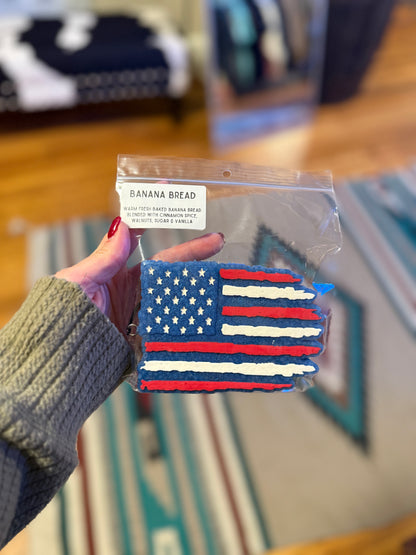 BANANA BREAD
WARM FRESH BAKED BANANA BREAD
BLENDED WITH CINNAMON SPICE,
WALNUTS, SUGAR & VANILLA